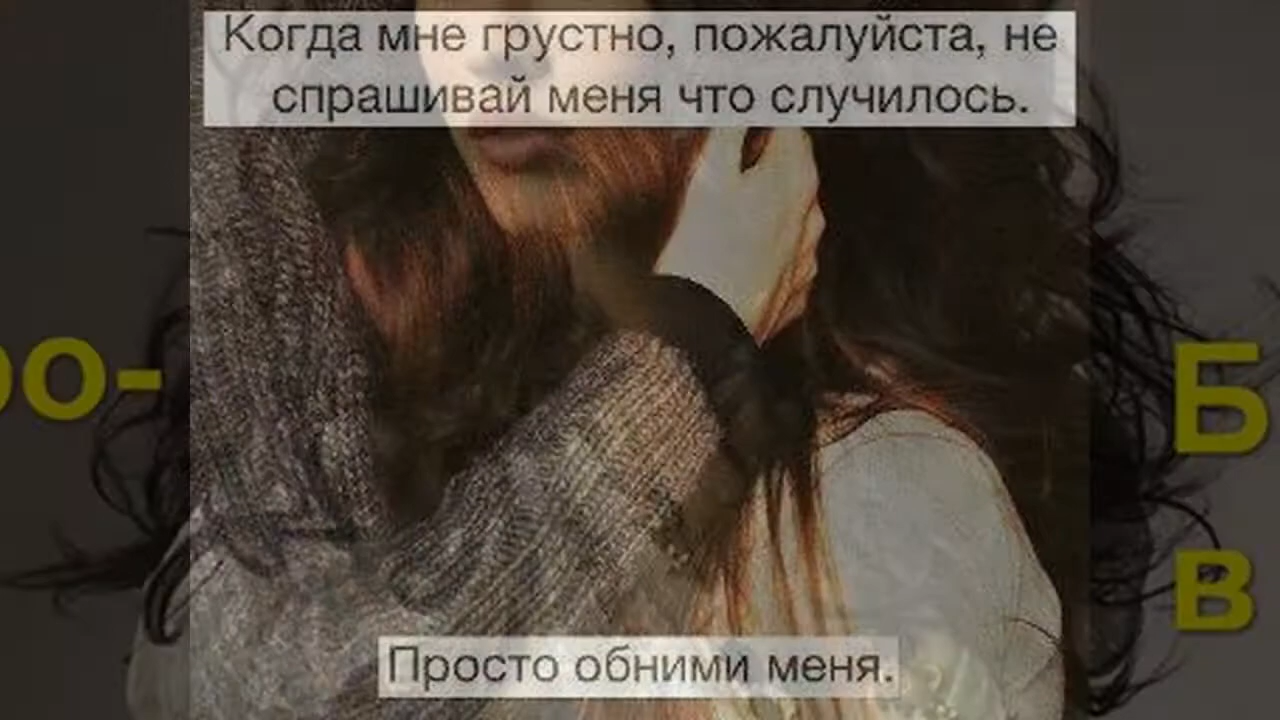 Когда мне грустно, пожалуйста, не
спрашивай меня что случилось.
о-
Б
в
Просто обними меня.